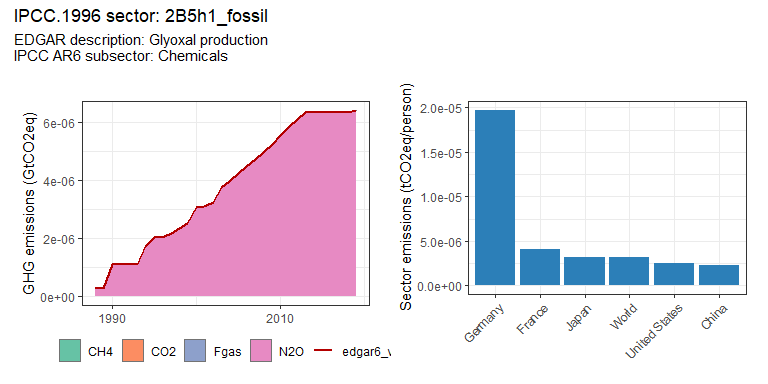 IPCC.1996 sector: 2B5h1_fossil
EDGAR description: Glyoxal production
IPCC AR6 subsector: Chemicals
GHG emissions (GtCO2eq)
6e-06
4e-06
2e-06
0e+00
1990
2010
CH4
CO2
Fgas
N2O
edgar6_v
Sector emissions (tCO2eq/person)
2.0e-05
1.5e-05
1.0e-05
5.0e-06
0.0e+00
Germany
France
Japan
World
United States
China